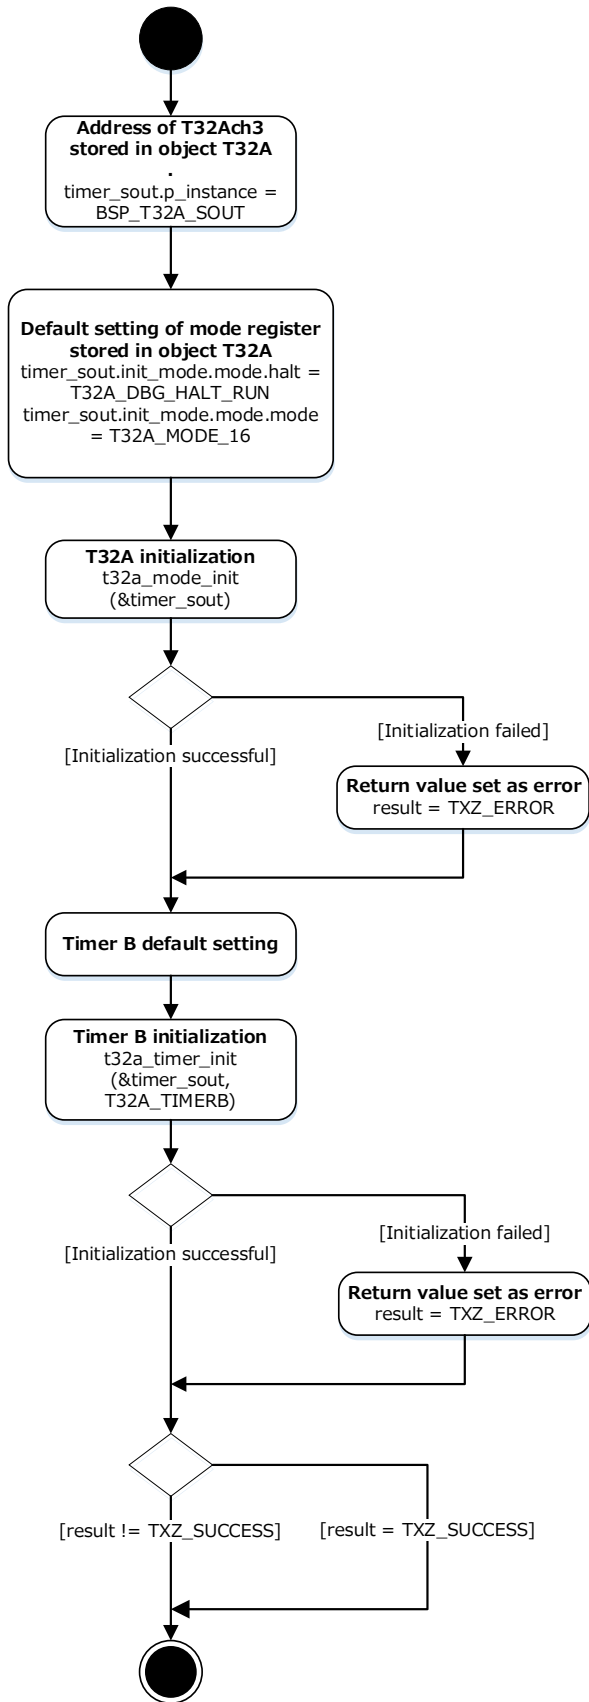 Address of T32Ach3
stored in object T32A
.
timer_sout.p_instance =
BSP_T32A_SOUT
Default setting of mode register
stored in object T32A
timer_sout.init_mode.mode.halt =
T32A_DBG_HALT_RUN
timer_sout.init_mode.mode.mode
= T32A_MODE_16
T32A initialization
t32a_mode_init
(&timer_sout)
[Initialization failed]
[Initialization successful]
Return value set as error
result = TXZ_ERROR
Timer B default setting
Timer B initialization
t32a_timer_init
(&timer_sout,
T32A_TIMERB)
[Initialization failed]
[Initialization successful]
Return value set as error
result = TXZ_ERROR
[result != TXZ_SUCCESS]
[result = TXZ_SUCCESS]